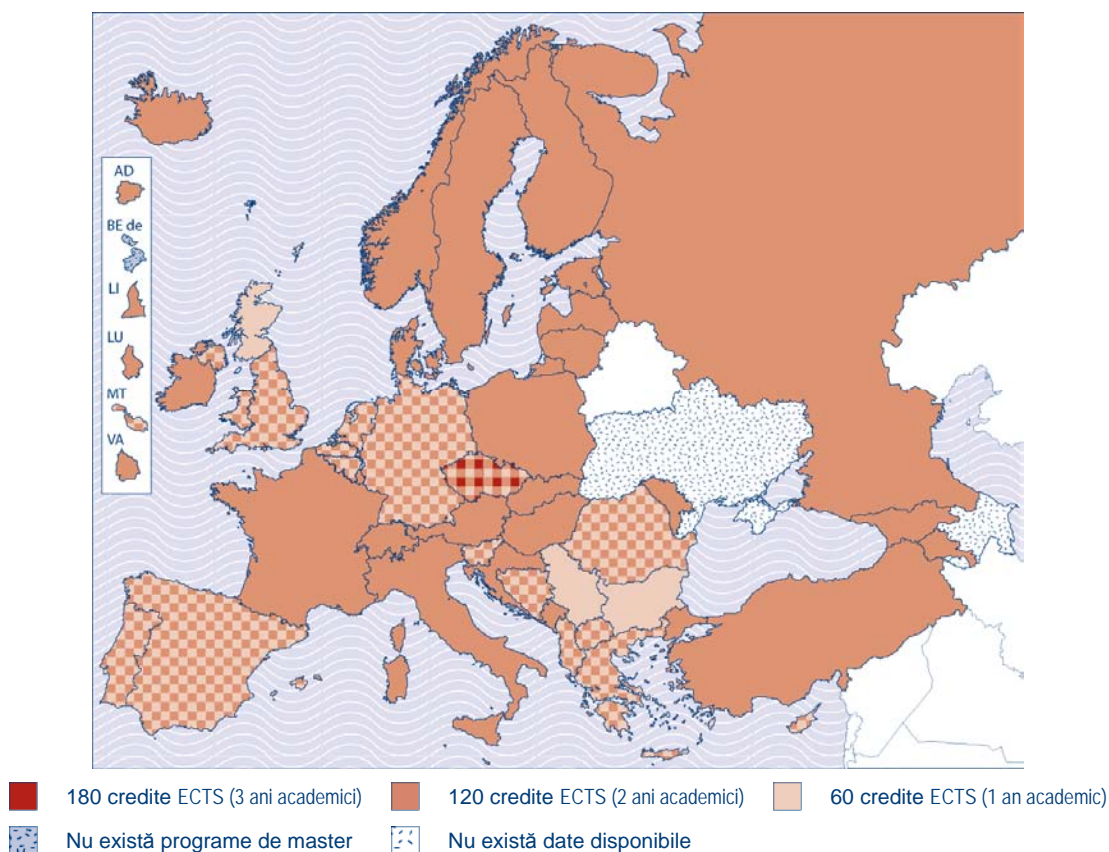 AD
BE de
LI
LU
MT
VA
180 credite ECTS (3 ani academici) 120 credite ECTS (2 ani academici) 60 credite ECTS (1 an academic)
Nu există programe de master Nu există date disponibile